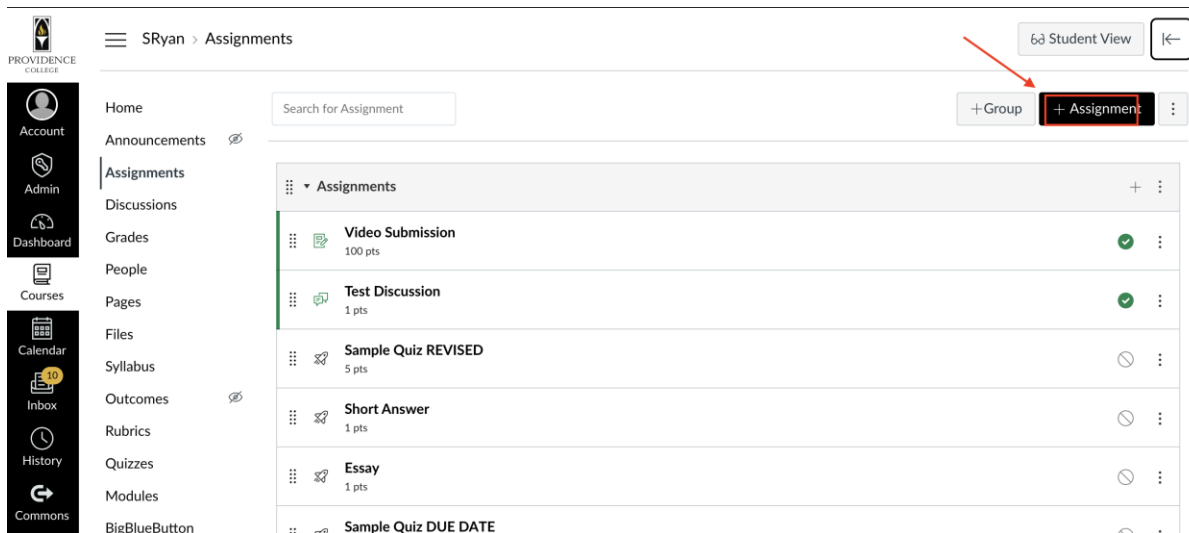 PROVIDENCE
COLLEGE
SRyan > Assignments
Student View
Account
Admin
Dashboard
Courses
Calendar
10
Inbox
History
Commons
Home
Announcements
Assignments
Discussions
Grades
People
Pages
Files
Syllabus
Outcomes
Rubrics
Quizzes
Modules
BigBlueButton
Search for Assignment
+Group
+ Assignment
Assignments
Video Submission
100 pts
Test Discussion
1 pts
Sample Quiz REVISED
5 pts
Short Answer
1 pts
Essay
1 pts
Sample Quiz DUE DATE